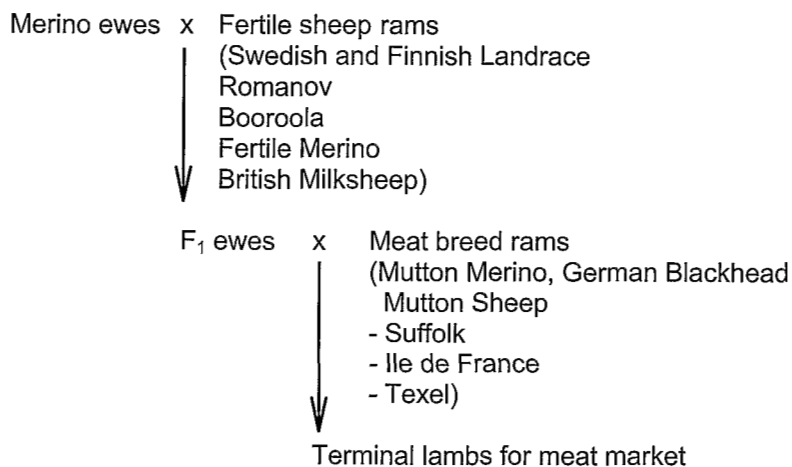 Merino ewes x Fertile sheep rams
(Swedish and Finnish Landrace
Romanov
Booroola
Fertile Merino
British Milksheep)
F₁ ewes x Meat breed rams
(Mutton Merino, German Blackhead
Mutton Sheep
- Suffolk
- Ile de France
- Texel)
Terminal lambs for meat market